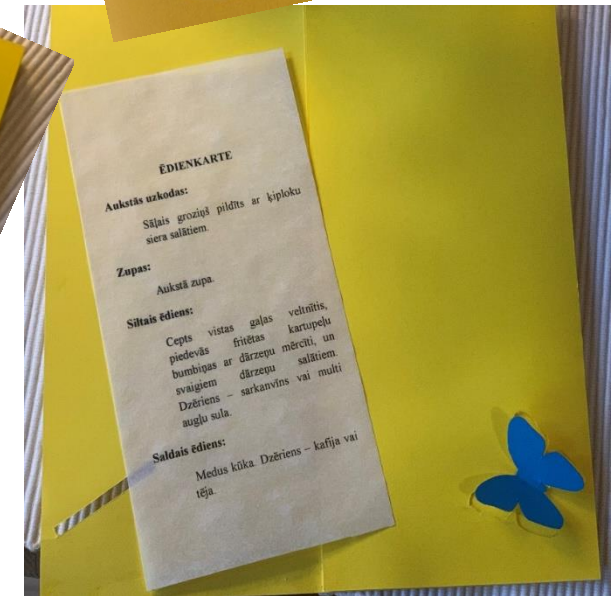 ĒDIENKARTE
Aukstās uzkodas:
Sāļais groziņš pildīts ar ķiploku
siera salātiem.
Zupas:
Aukstā zupa.
Siltais ēdiens:
Cepts vistas gaļas veltnītis,
piedevās fritētas kartupeļu
bumbiņas ar dārzeņu mērcīti, un
svaigiem dārzeņu salātiem.
Dzēriens – sarkanvīns vai multi
augļu sula.
Saldais ēdiens:
Medus kūka. Dzēriens – kafija vai
tēja.